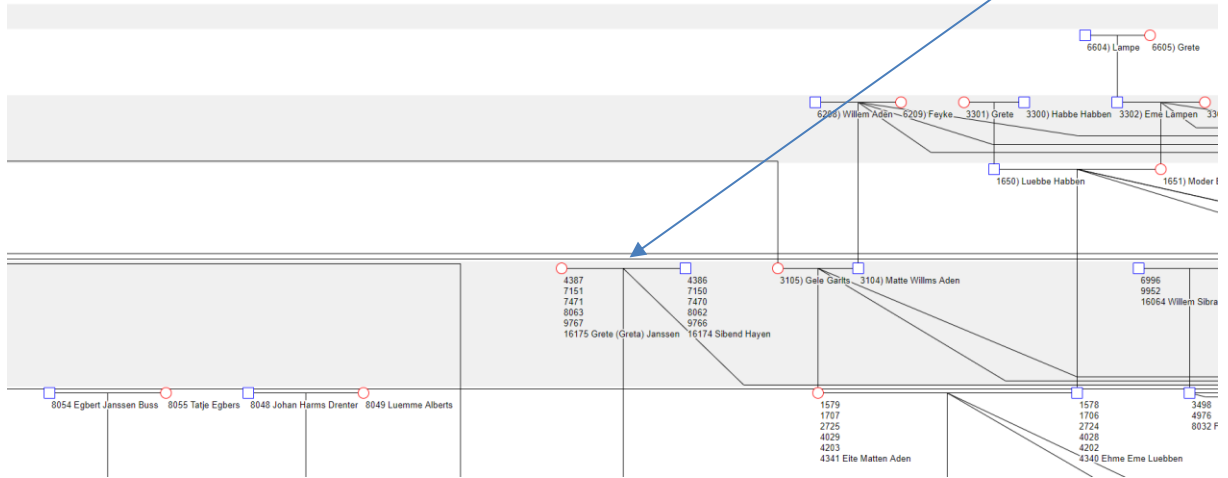 6604) Lampe
6605) Grete
6208) Willem Aden
6209) Feyke
3301) Grete
3300) Habbe Habben
3302) Eme Lampen
1650) Luebbe Habben
1651) Moder
4387
7151
7471
8063
9767
16175 Grete (Greta) Janssen
4386
7150
7470
8062
9766
16174 Sibend Hayen
3105) Gele Garits
3104) Matte Willms Aden
6996
9952
16064 Willem Sibra
8054 Egbert Janssen Buss
8055 Tatje Egbers
8048 Johan Harms Drenter
8049 Luemme Alberts
1579
1707
2725
4029
4203
4341 Eite Matten Aden
1578
1706
2724
4028
4202
4340 Ehme Eme Luebben
3498
4976
8032